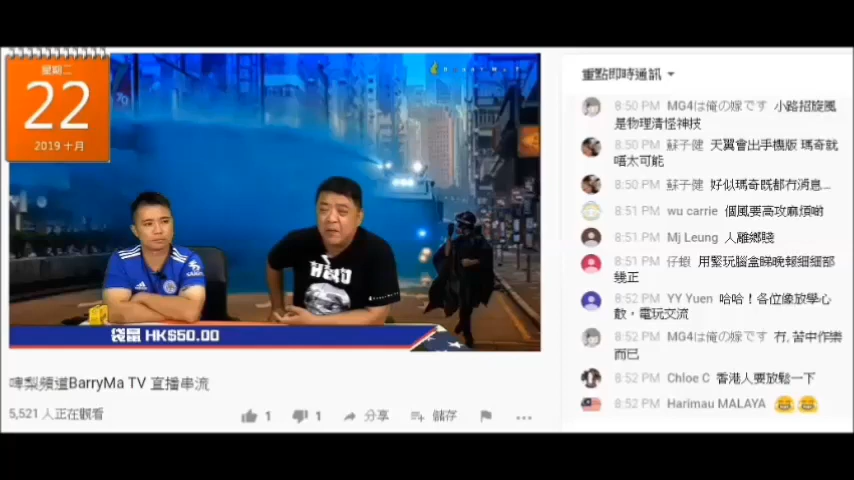 星期二
22
2019 十月
BARRYMA
袋鼠 HK$50.00
啤梨頻道BarryMa TV 直播串流
5,521 人正在觀看
1
1
分享
儲存
重點即時通訊
8:50 PM MG4は俺の嫁です 小路招旋風
是物理清怪神技
8:50 PM 蘇子健 天翼會出手機版 瑪奇就
唔太可能
8:50 PM 蘇子健 好似瑪奇既都冇消息...
8:51 PM wu carrie 個風要高攻麻煩啲
8:51 PM Mj Leung 人離鄉賤
8:51 PM 仔蝦 用緊玩腦盒睇晚報細細部
幾正
8:52 PM YY Yuen 哈哈！各位像放學心
散，電玩交流
8:52 PM MG4は俺の嫁です 冇, 苦中作樂
而已
8:52 PM Chloe C 香港人要放鬆一下
8:52 PM Harimau MALAYA